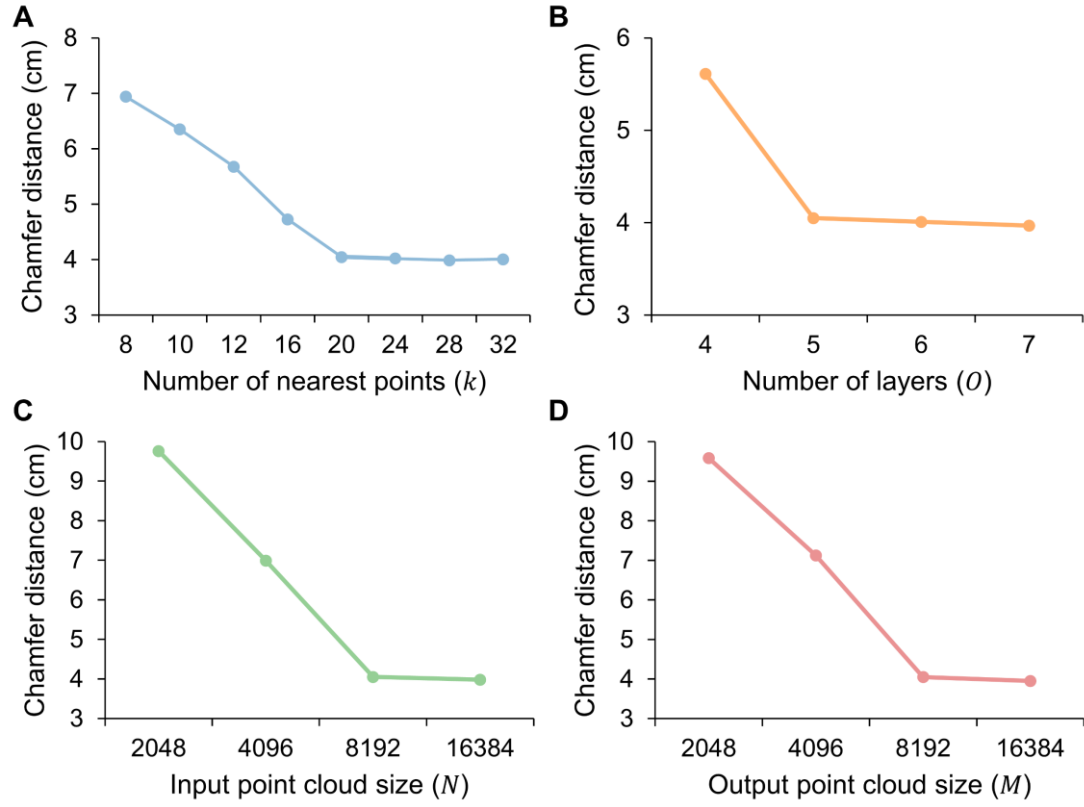 A
Chamfer distance (cm)
8
7
6
5
4
3
8 10 12 16 20 24 28 32
Number of nearest points (k)
B
Chamfer distance (cm)
6
5
4
3
4 5 6 7
Number of layers (O)
C
Chamfer distance (cm)
10
9
8
7
6
5
4
3
2048 4096 8192 16384
Input point cloud size (N)
D
Chamfer distance (cm)
10
9
8
7
6
5
4
3
2048 4096 8192 16384
Output point cloud size (M)